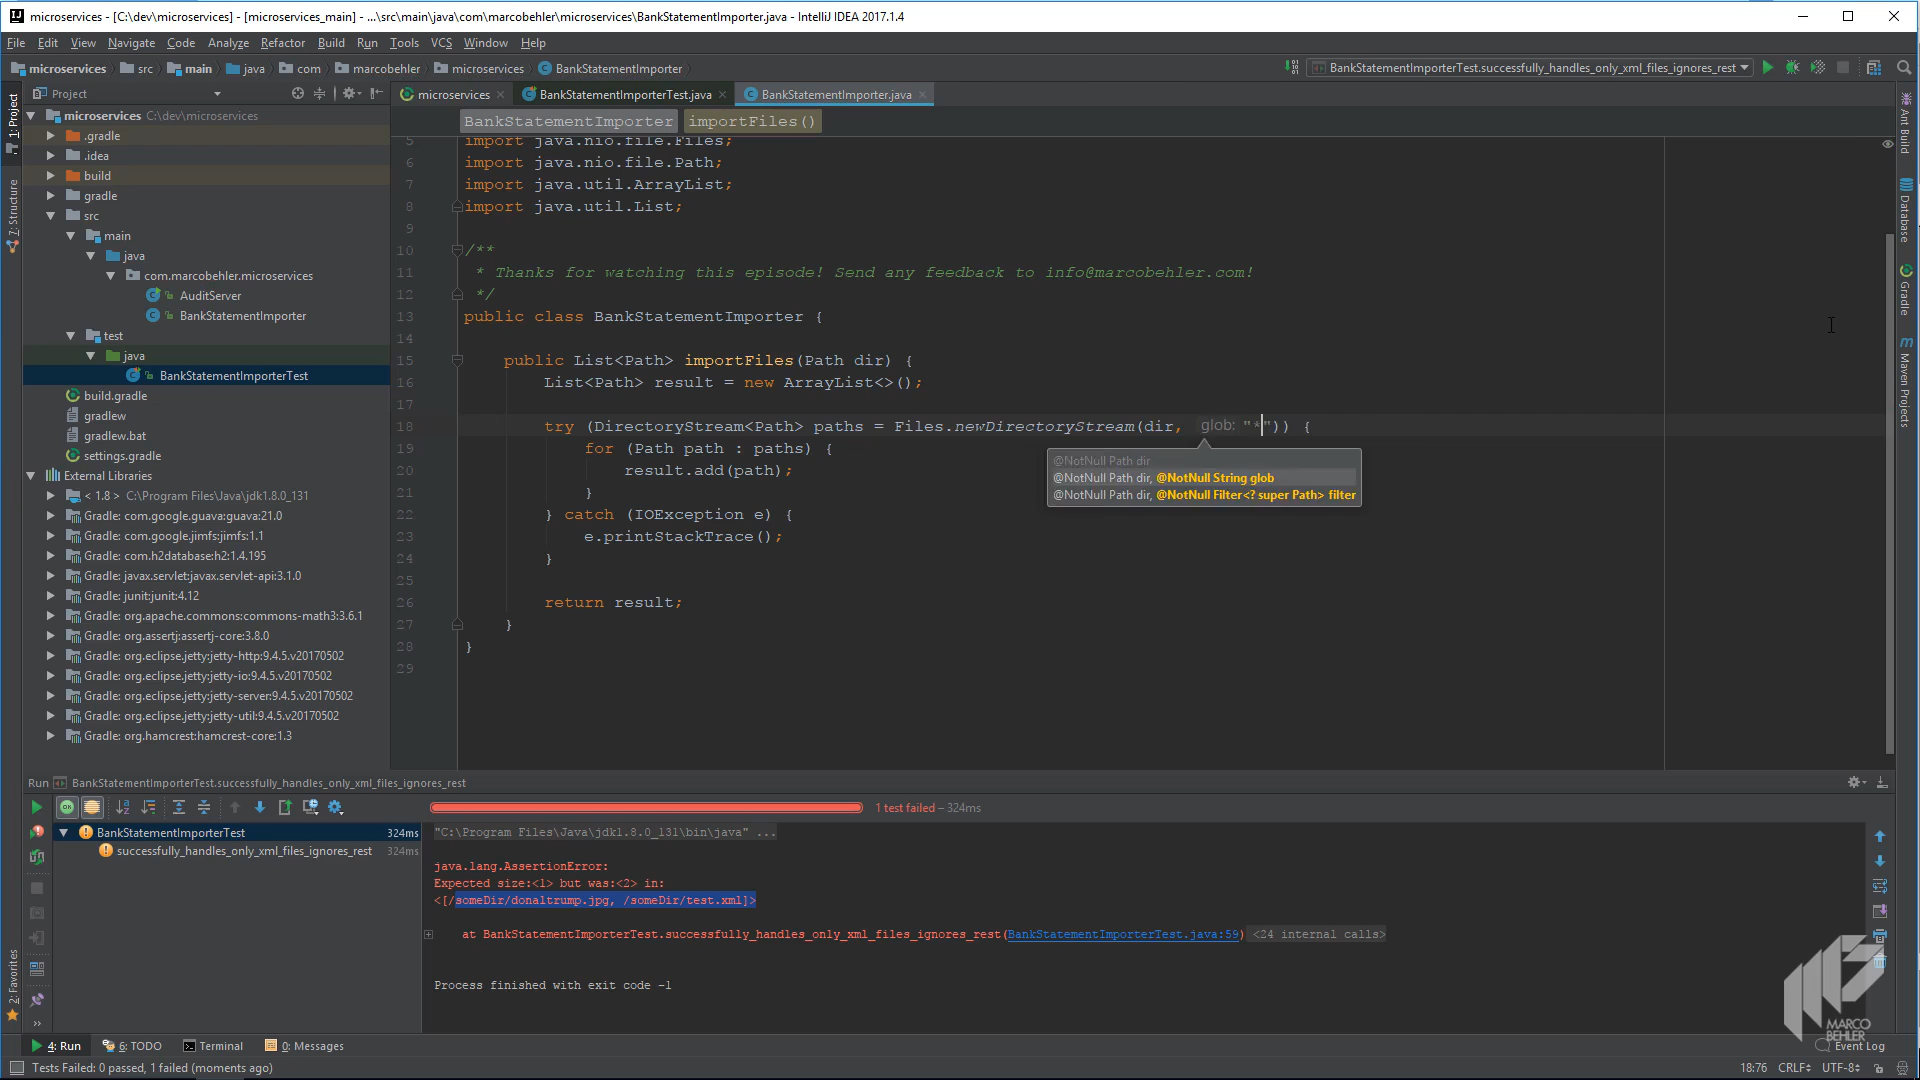 microservices - [C:\dev\microservices] - [microservices_main] - ...\src\main\java\com\marcobehler\microservices\BankStatementImporter.java - IntelliJ IDEA 2017.1.4
File Edit View Navigate Code Analyze Refactor Build Run Tools VCS Window Help
microservices src main java com marcobehler microservices BankStatementImporter
BankStatementImporterTest.successfully_handles_only_xml_files_ignores_rest
Project
microservices BankStatementImporterTest.java BankStatementImporter.java
BankStatementImporter importFiles()
1: Project
7: Structure
2: Favorites
microservices C:\dev\microservices
.gradle
.idea
build
gradle
src
main
java
com.marcobehler.microservices
AuditServer
BankStatementImporter
test
java
BankStatementImporterTest
build.gradle
gradlew
gradlew.bat
settings.gradle
External Libraries
< 1.8 > C:\Program Files\Java\jdk1.8.0_131
Gradle: com.google.guava:guava:21.0
Gradle: com.google.jimfs:jimfs:1.1
Gradle: com.h2database:h2:1.4.195
Gradle: javax.servlet:javax.servlet-api:3.1.0
Gradle: junit:junit:4.12
Gradle: org.apache.commons:commons-math3:3.6.1
Gradle: org.assertj:assertj-core:3.8.0
Gradle: org.eclipse.jetty:jetty-http:9.4.5.v20170502
Gradle: org.eclipse.jetty:jetty-io:9.4.5.v20170502
Gradle: org.eclipse.jetty:jetty-server:9.4.5.v20170502
Gradle: org.eclipse.jetty:jetty-util:9.4.5.v20170502
Gradle: org.hamcrest:hamcrest-core:1.3
5 import java.nio.file.Files;
6 import java.nio.file.Path;
7 import java.util.ArrayList;
8 import java.util.List;
9
10 /**
11 * Thanks for watching this episode! Send any feedback to info@marcobehler.com!
12 */
13 public class BankStatementImporter {
14
15 public List<Path> importFiles(Path dir) {
16 List<Path> result = new ArrayList<>();
17
18 try (DirectoryStream<Path> paths = Files.newDirectoryStream(dir, glob: "*")) {
19 for (Path path : paths) {
20 result.add(path);
21 }
22 } catch (IOException e) {
23 e.printStackTrace();
24 }
25
26 return result;
27 }
28 }
29
@NotNull Path dir
@NotNull Path dir, @NotNull String glob
@NotNull Path dir, @NotNull Filter<? super Path> filter
Ant Build
Database
Gradle
Maven Projects
Run BankStatementImporterTest.successfully_handles_only_xml_files_ignores_rest
1 test failed – 324ms
BankStatementImporterTest 324ms
successfully_handles_only_xml_files_ignores_rest 324ms
"C:\Program Files\Java\jdk1.8.0_131\bin\java" ...
java.lang.AssertionError:
Expected size:<1> but was:<2> in:
<[/someDir/donaltrump.jpg, /someDir/test.xml]>
at BankStatementImporterTest.successfully_handles_only_xml_files_ignores_rest(BankStatementImporterTest.java:59) <24 internal calls>
Process finished with exit code -1
MARCO
BEHLER
4: Run 6: TODO Terminal 0: Messages Event Log
Tests Failed: 0 passed, 1 failed (moments ago) 18:76 CRLF UTF-8